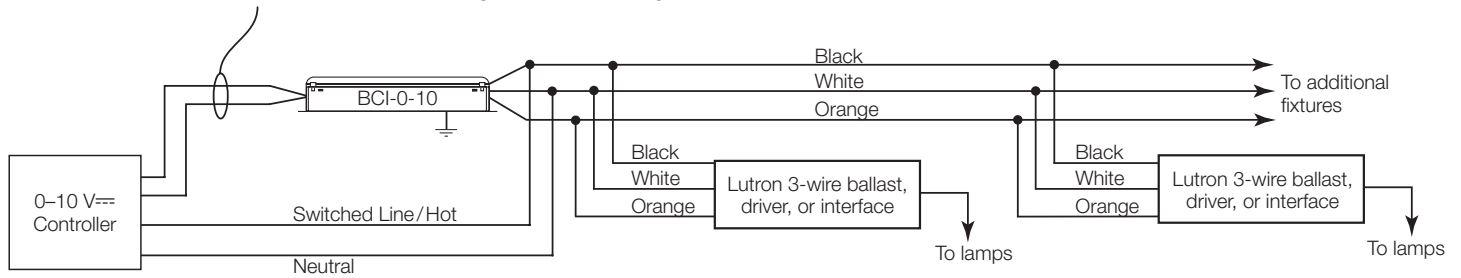 Black
White
Orange
To additional
fixtures
BCI-0-10
0–10 V⎓
Controller
Switched Line/Hot
Neutral
Black
White
Orange
Lutron 3-wire ballast,
driver, or interface
To lamps
Black
White
Orange
Lutron 3-wire ballast,
driver, or interface
To lamps